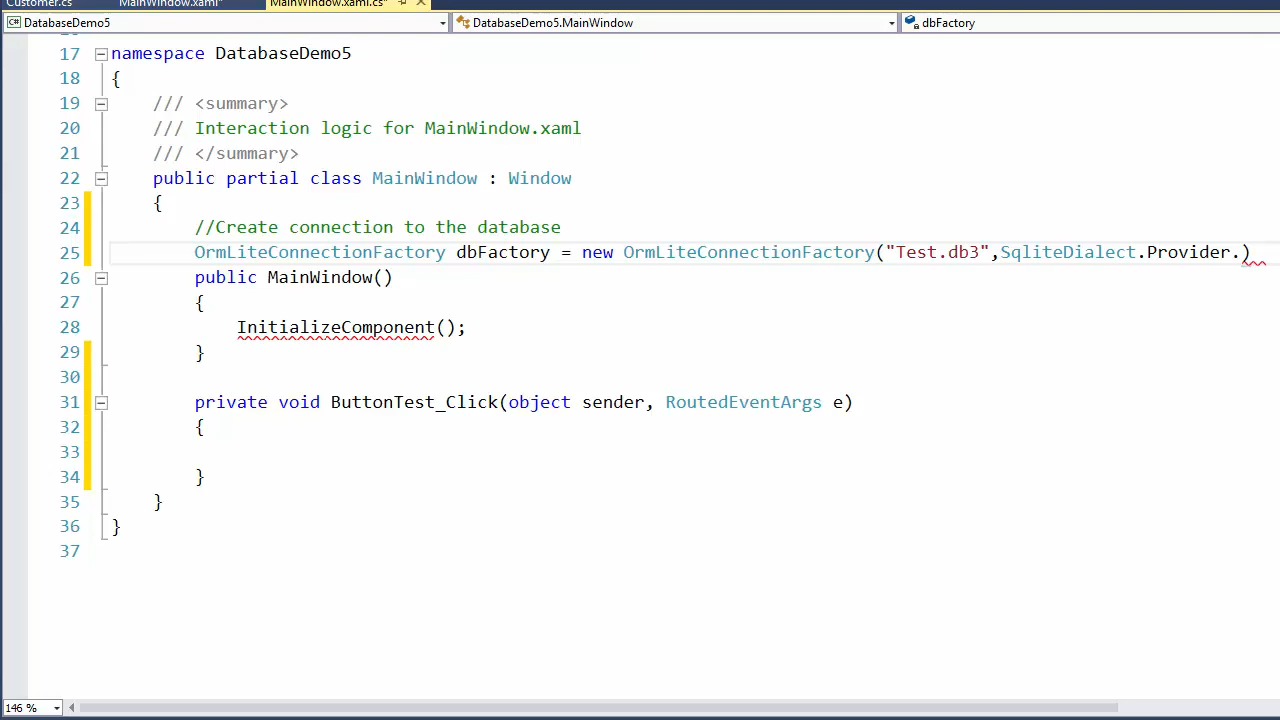 Customer.cs MainWindow.xaml* MainWindow.xaml.cs*
C# DatabaseDemo5 DatabaseDemo5.MainWindow dbFactory
17 namespace DatabaseDemo5
18 {
19 /// <summary>
20 /// Interaction logic for MainWindow.xaml
21 /// </summary>
22 public partial class MainWindow : Window
23 {
24 //Create connection to the database
25 OrmLiteConnectionFactory dbFactory = new OrmLiteConnectionFactory("Test.db3",SqliteDialect.Provider.)
26 public MainWindow()
27 {
28 InitializeComponent();
29 }
30
31 private void ButtonTest_Click(object sender, RoutedEventArgs e)
32 {
33
34 }
35 }
36 }
37
146 %